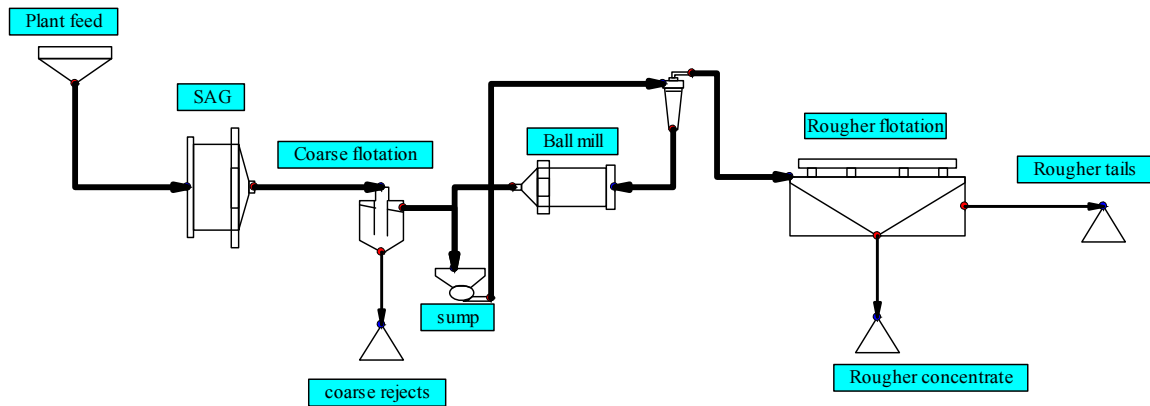 Plant feed
SAG
Coarse flotation
Ball mill
Rougher flotation
Rougher tails
sump
coarse rejects
Rougher concentrate